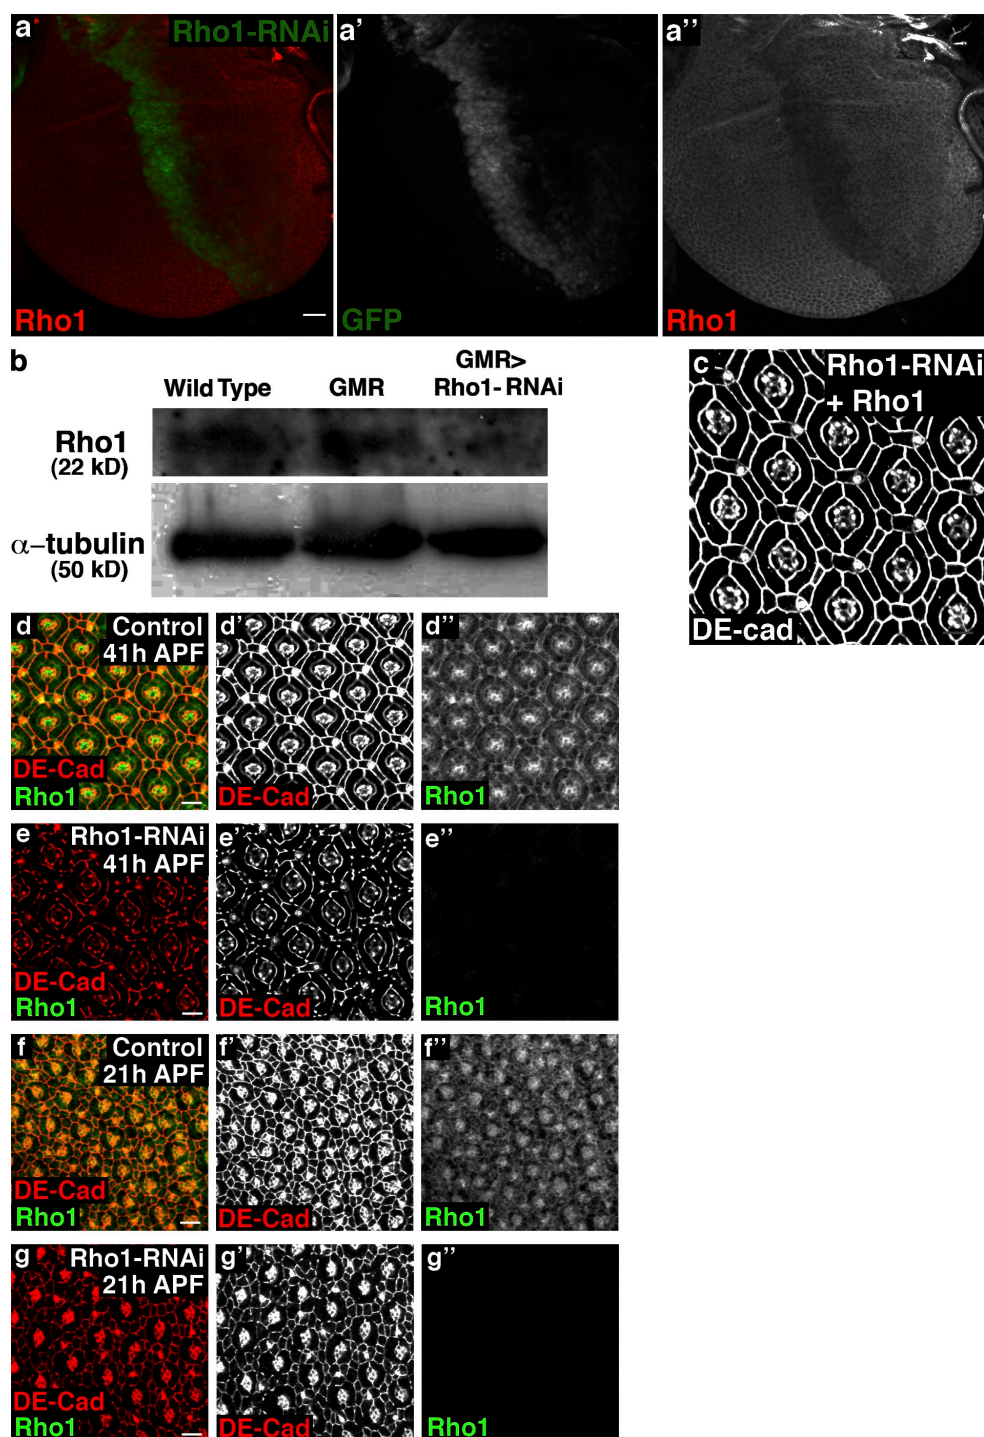 a
Rho1-RNAi
Rho1
a’
GFP
a’’
Rho1
b
Wild Type
GMR
GMR>
Rho1- RNAi
Rho1
(22 kD)
α–tubulin
(50 kD)
c
Rho1-RNAi
+ Rho1
DE-cad
d
Control
41h APF
DE-Cad
Rho1
d’
DE-Cad
d’’
Rho1
e
Rho1-RNAi
41h APF
DE-Cad
Rho1
e’
DE-Cad
e’’
Rho1
f
Control
21h APF
DE-Cad
Rho1
f’
DE-Cad
f’’
Rho1
g
Rho1-RNAi
21h APF
DE-Cad
Rho1
g’
DE-Cad
g’’
Rho1